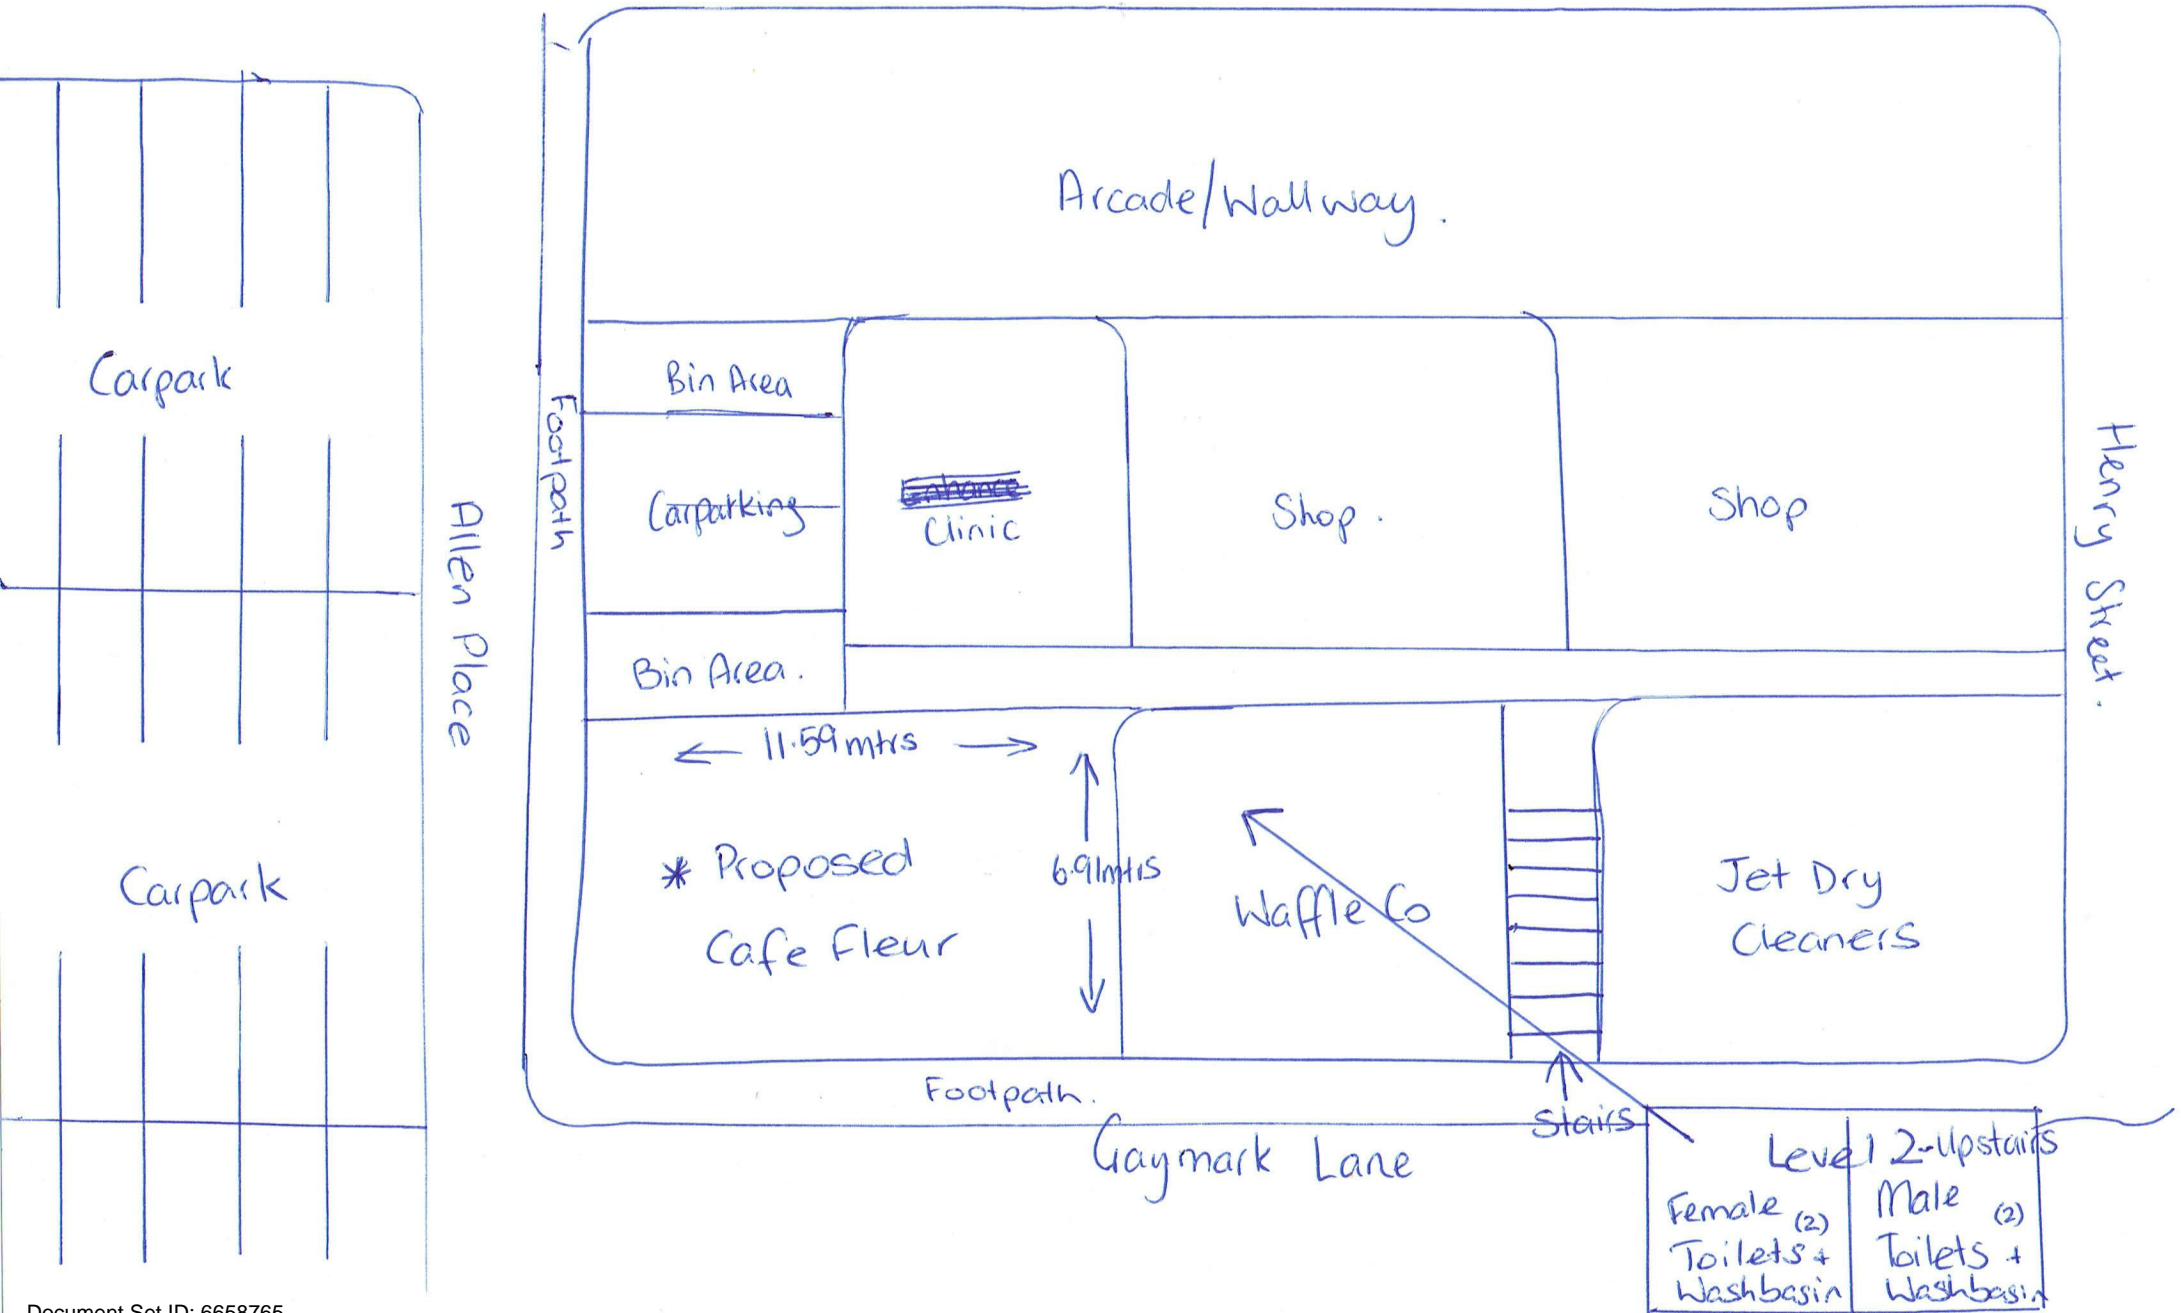 Arcade/Wallway.
Carpark
Bin Area
Footpath
Carparking
Enhance
Clinic
Shop.
Shop
Henry Street.
Allen Place
Bin Area.
11.59mtrs
* Proposed
Cafe Fleur
6.91mtrs
Waffle Co
Jet Dry
Cleaners
Carpark
Footpath.
Stairs
Gaymark Lane
Level 2-Upstairs
Female (2)
Toilets +
Washbasin
Male (2)
Toilets +
Washbasin
Document Set ID: 6658765